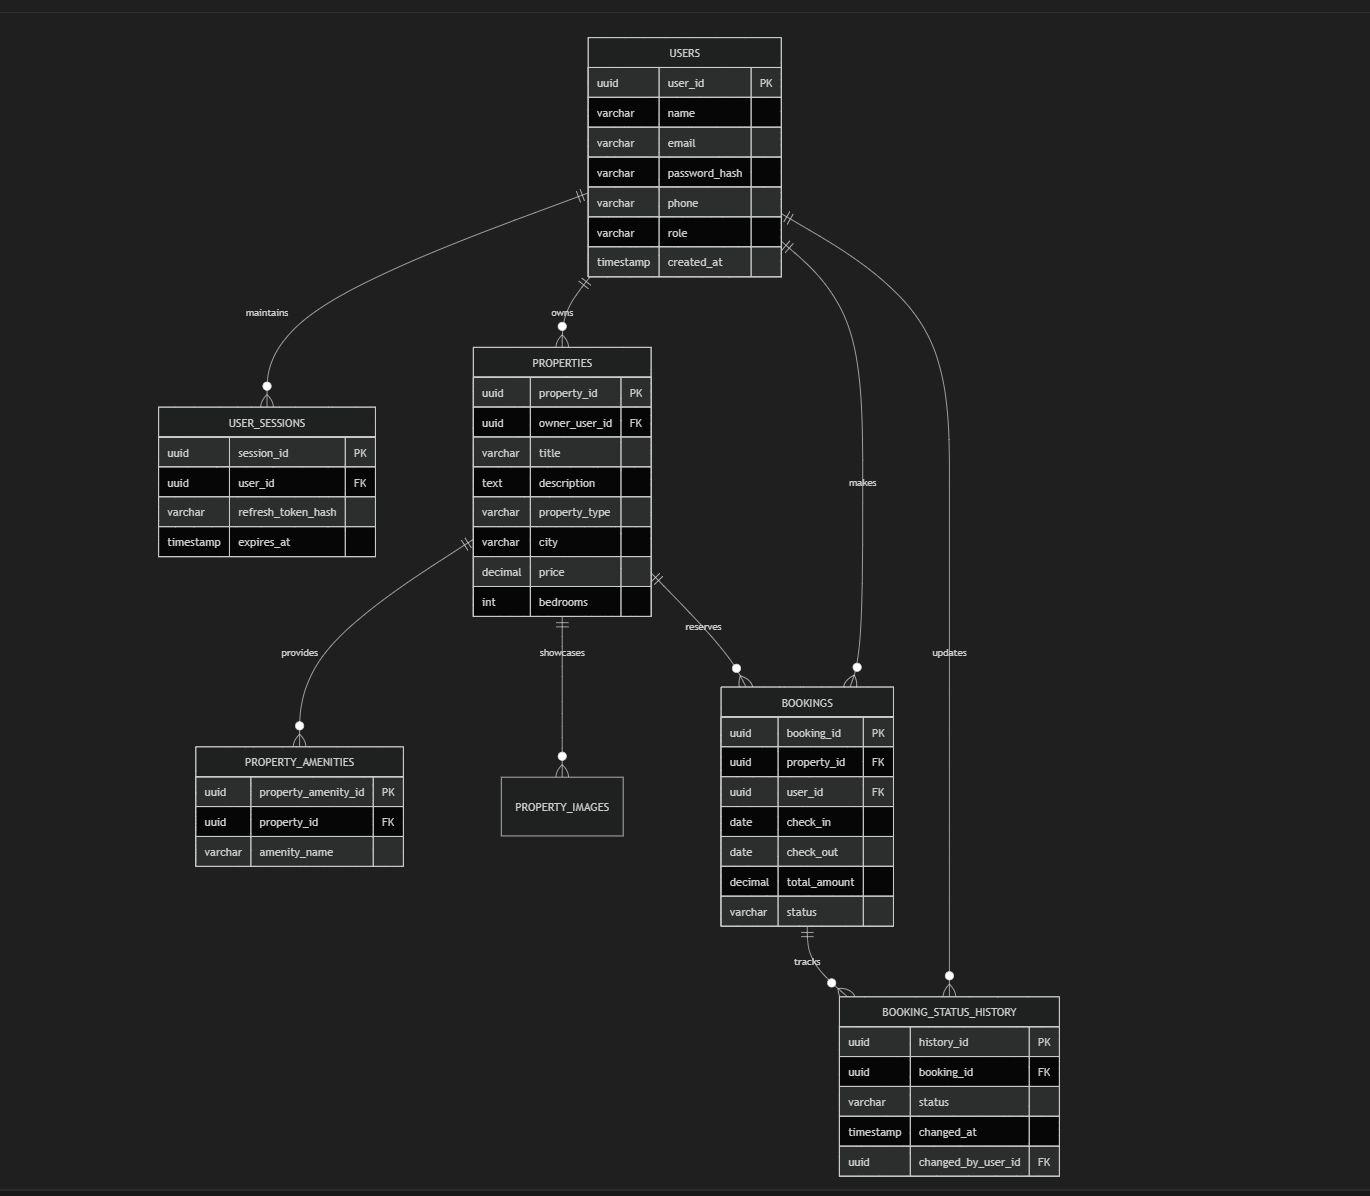 USERS
uuid user_id PK
varchar name
varchar email
varchar password_hash
varchar phone
varchar role
timestamp created_at
maintains
owns
PROPERTIES
uuid property_id PK
uuid owner_user_id FK
varchar title
text description
varchar property_type
varchar city
decimal price
int bedrooms
USER_SESSIONS
uuid session_id PK
uuid user_id FK
varchar refresh_token_hash
timestamp expires_at
makes
reserves
provides
showcases
updates
BOOKINGS
uuid booking_id PK
uuid property_id FK
uuid user_id FK
date check_in
date check_out
decimal total_amount
varchar status
PROPERTY_AMENITIES
uuid property_amenity_id PK
uuid property_id FK
varchar amenity_name
PROPERTY_IMAGES
tracks
BOOKING_STATUS_HISTORY
uuid history_id PK
uuid booking_id FK
varchar status
timestamp changed_at
uuid changed_by_user_id FK